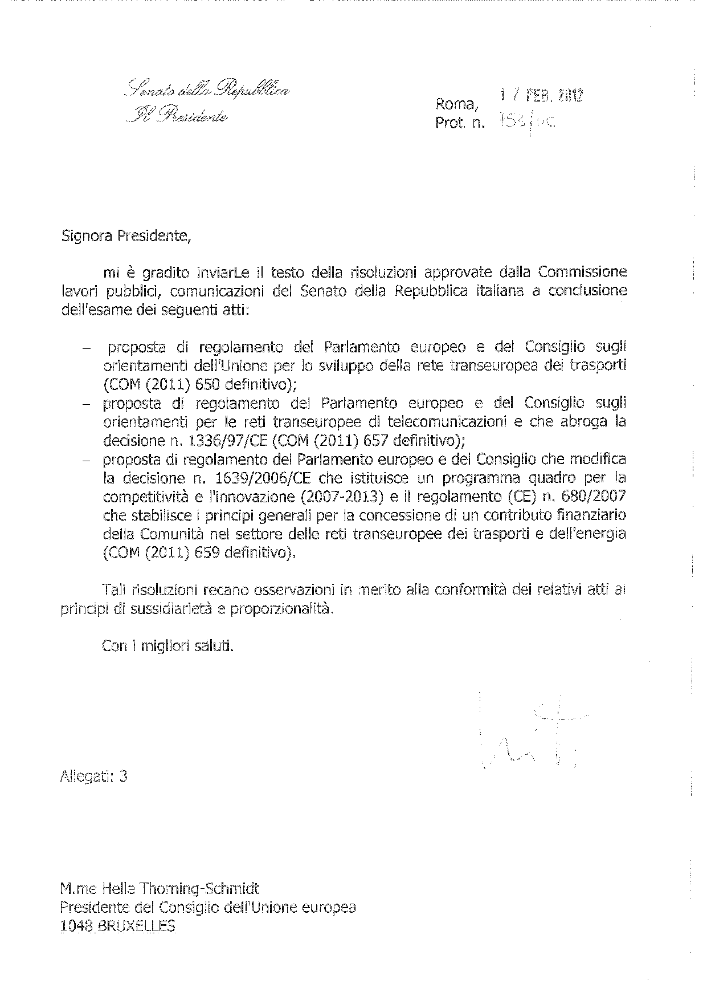 Senato della Repubblica
Il Presidente
Roma, 17 FEB. 2012
Prot. n.
Signora Presidente,
mi è gradito inviarLe il testo della risoluzioni approvate dalla Commissione
lavori pubblici, comunicazioni del Senato della Repubblica italiana a conclusione
dell'esame dei seguenti atti:
– proposta di regolamento del Parlamento europeo e del Consiglio sugli
orientamenti dell'Unione per lo sviluppo della rete transeuropea dei trasporti
(COM (2011) 650 definitivo);
– proposta di regolamento del Parlamento europeo e del Consiglio sugli
orientamenti per le reti transeuropee di telecomunicazioni e che abroga la
decisione n. 1336/97/CE (COM (2011) 657 definitivo);
– proposta di regolamento del Parlamento europeo e del Consiglio che modifica
la decisione n. 1639/2006/CE che istituisce un programma quadro per la
competitività e l'innovazione (2007-2013) e il regolamento (CE) n. 680/2007
che stabilisce i principi generali per la concessione di un contributo finanziario
della Comunità nel settore delle reti transeuropee dei trasporti e dell'energia
(COM (2011) 659 definitivo).
Tali risoluzioni recano osservazioni in merito alla conformità dei relativi atti ai
principi di sussidiarietà e proporzionalità.
Con i migliori saluti.
Allegati: 3
M.me Helle Thorning-Schmidt
Presidente del Consiglio dell'Unione europea
1048 BRUXELLES